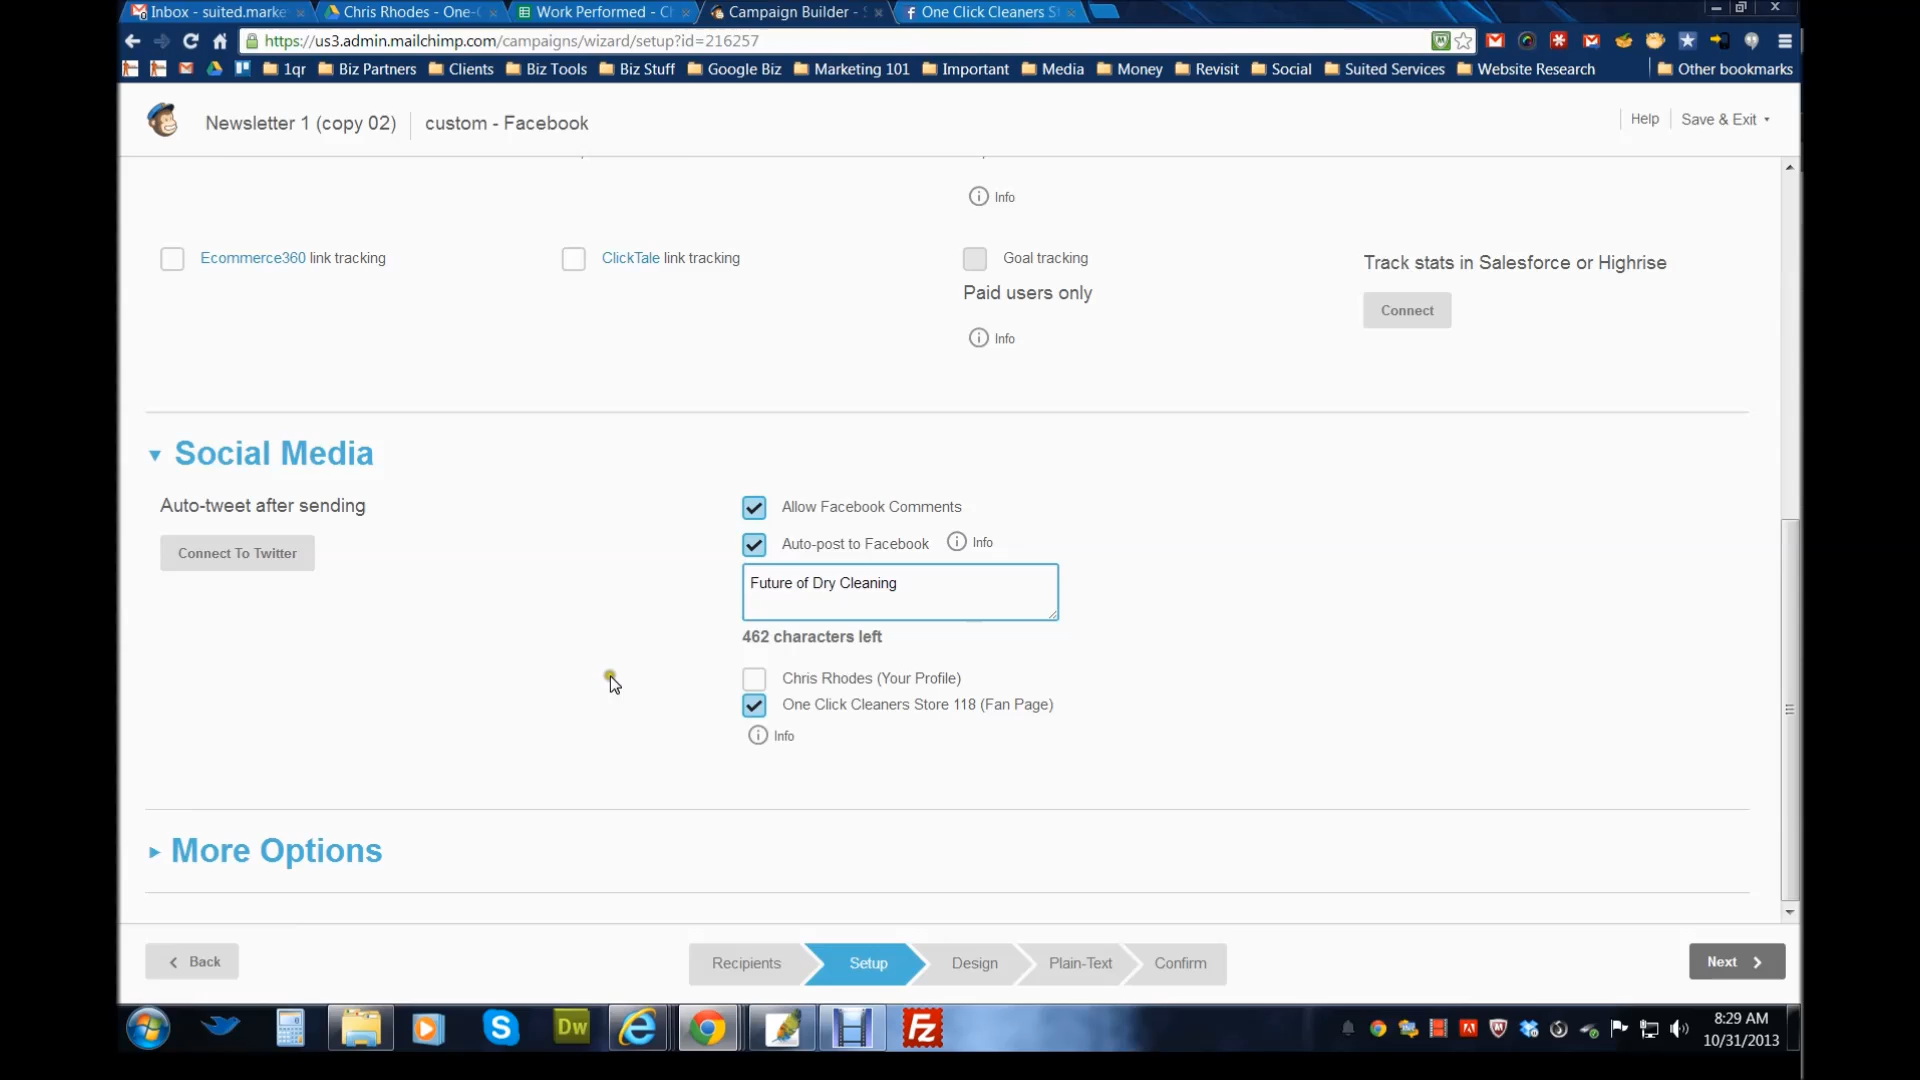 Inbox - suited.marke
Chris Rhodes - One-
Work Performed - C
Campaign Builder -
One Click Cleaners S
https://us3.admin.mailchimp.com/campaigns/wizard/setup?id=216257
1qr
Biz Partners
Clients
Biz Tools
Biz Stuff
Google Biz
Marketing 101
Important
Media
Money
Revisit
Social
Suited Services
Website Research
Other bookmarks
Newsletter 1 (copy 02)
custom - Facebook
Help
Save & Exit
Info
Ecommerce360 link tracking
ClickTale link tracking
Goal tracking
Paid users only
Info
Track stats in Salesforce or Highrise
Connect
Social Media
Auto-tweet after sending
Connect To Twitter
Allow Facebook Comments
Auto-post to Facebook
Info
Future of Dry Cleaning
462 characters left
Chris Rhodes (Your Profile)
One Click Cleaners Store 118 (Fan Page)
Info
More Options
Back
Recipients
Setup
Design
Plain-Text
Confirm
Next
Dw
Fz
8:29 AM
10/31/2013